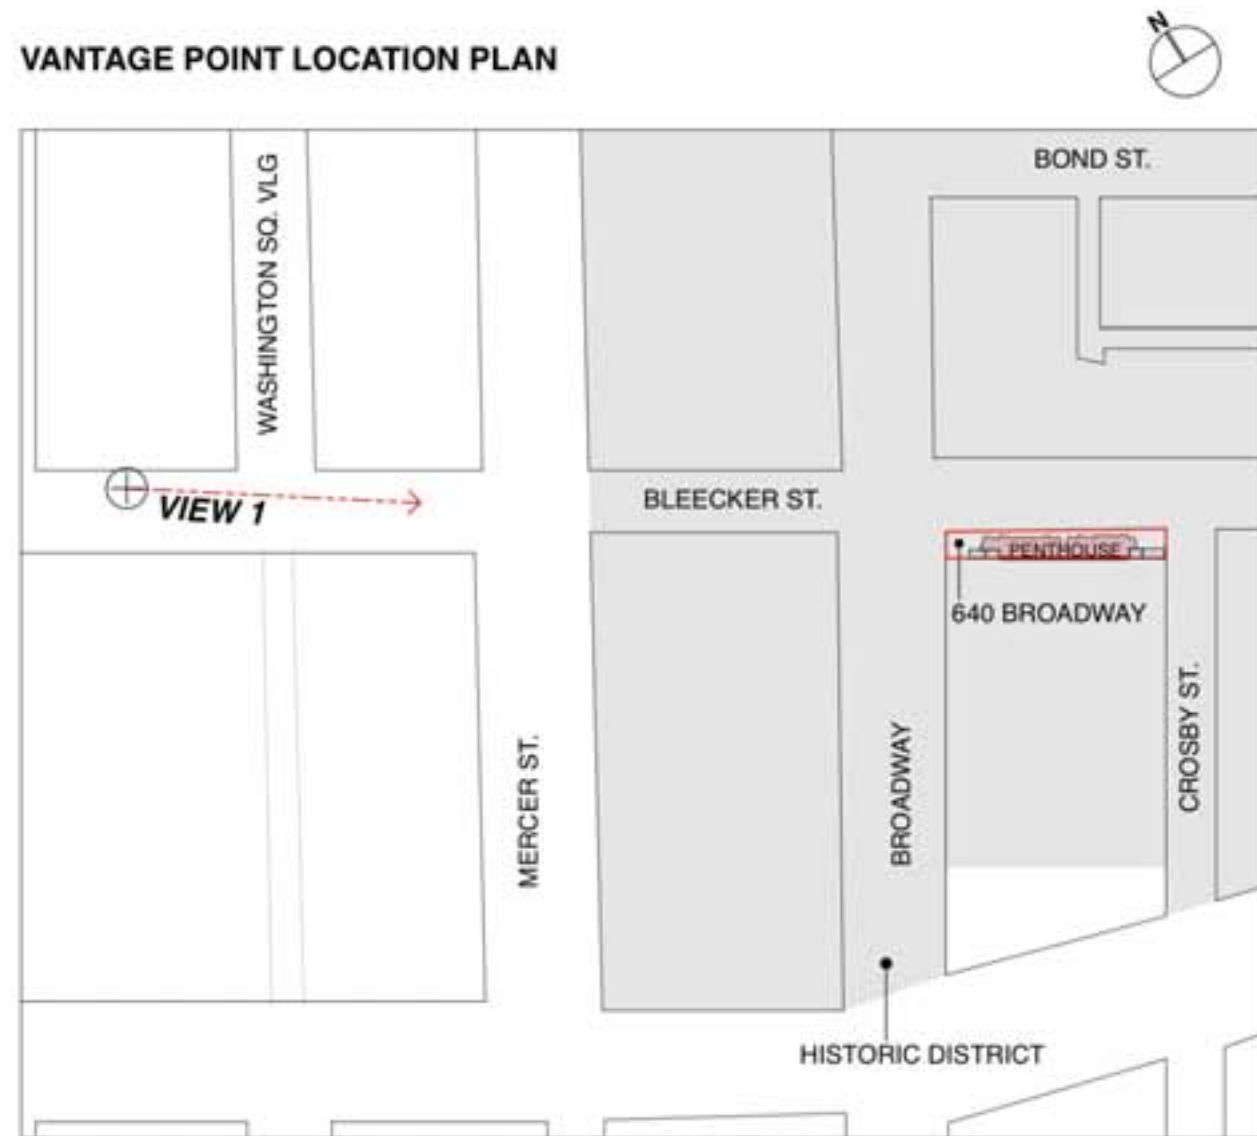 N
VANTAGE POINT LOCATION PLAN
BOND ST.
WASHINGTON SQ. VLG
VIEW 1
BLEECKER ST.
PENTHOUSE
640 BROADWAY
CROSBY ST.
BROADWAY
MERCER ST.
HISTORIC DISTRICT